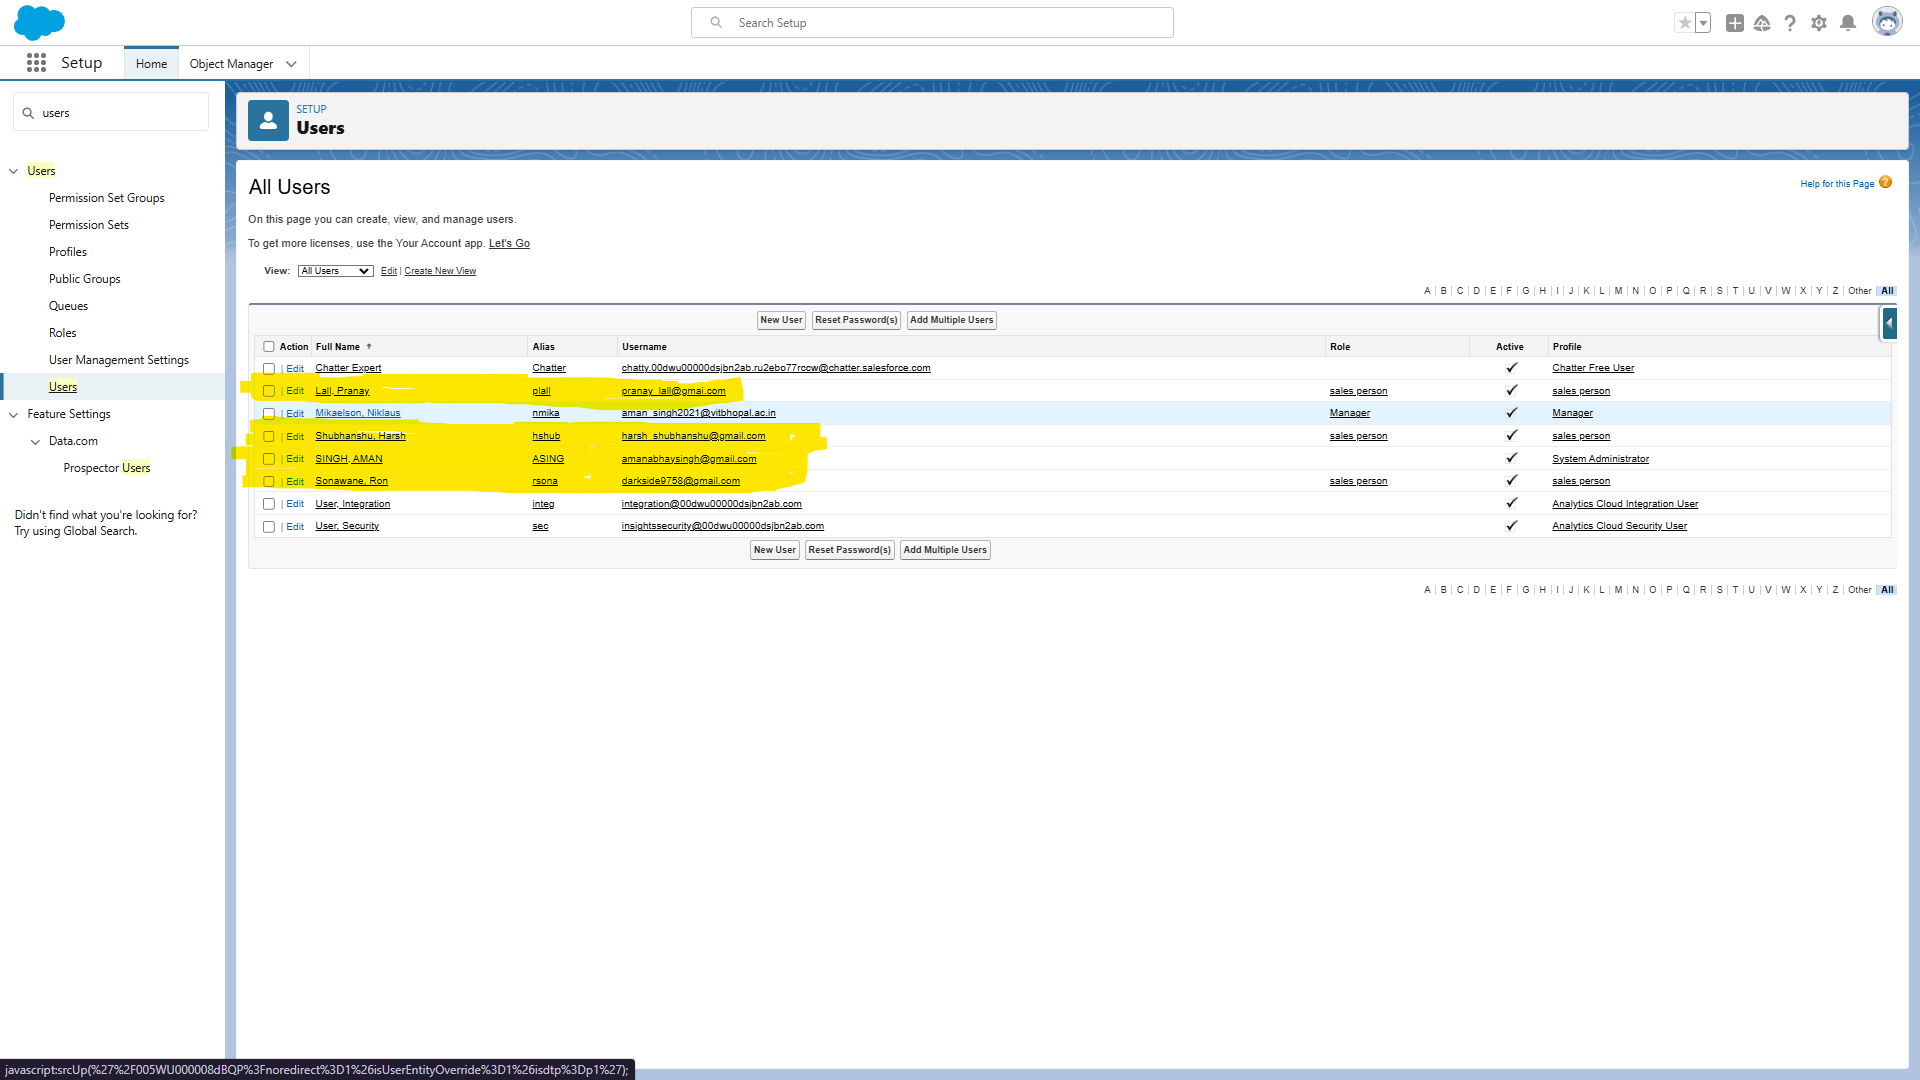 Search Setup
Setup
Home
Object Manager
users
Users
Permission Set Groups
Permission Sets
Profiles
Public Groups
Queues
Roles
User Management Settings
Users
Feature Settings
Data.com
Prospector Users
Didn't find what you're looking for?
Try using Global Search.
SETUP
Users
All Users
Help for this Page
On this page you can create, view, and manage users.
To get more licenses, use the Your Account app. Let's Go
View: All Users Edit | Create New View
A | B | C | D | E | F | G | H | I | J | K | L | M | N | O | P | Q | R | S | T | U | V | W | X | Y | Z | Other | All
New User Reset Password(s) Add Multiple Users
Action Full Name ↑ Alias Username Role Active Profile
| Edit Chatter Expert Chatter chatty.00dwu00000dsjbn2ab.ru2ebo77rccw@chatter.salesforce.com ✓ Chatter Free User
| Edit Lall, Pranay plall pranay_lall@gmai.com sales person ✓ sales person
| Edit Mikaelson, Niklaus nmika aman_singh2021@vitbhopal.ac.in Manager ✓ Manager
| Edit Shubhanshu, Harsh hshub harsh_shubhanshu@gmail.com sales person ✓ sales person
| Edit SINGH, AMAN ASING amanabhaysingh@gmail.com ✓ System Administrator
| Edit Sonawane, Ron rsona darkside9758@gmail.com sales person ✓ sales person
| Edit User, Integration integ integration@00dwu00000dsjbn2ab.com ✓ Analytics Cloud Integration User
| Edit User, Security sec insightssecurity@00dwu00000dsjbn2ab.com ✓ Analytics Cloud Security User
New User Reset Password(s) Add Multiple Users
A | B | C | D | E | F | G | H | I | J | K | L | M | N | O | P | Q | R | S | T | U | V | W | X | Y | Z | Other | All
javascript:srcUp(%27%2F005WU000008dBQP%3Fnoredirect%3D1%26isUserEntityOverride%3D1%26isdtp%3Dp1%27);